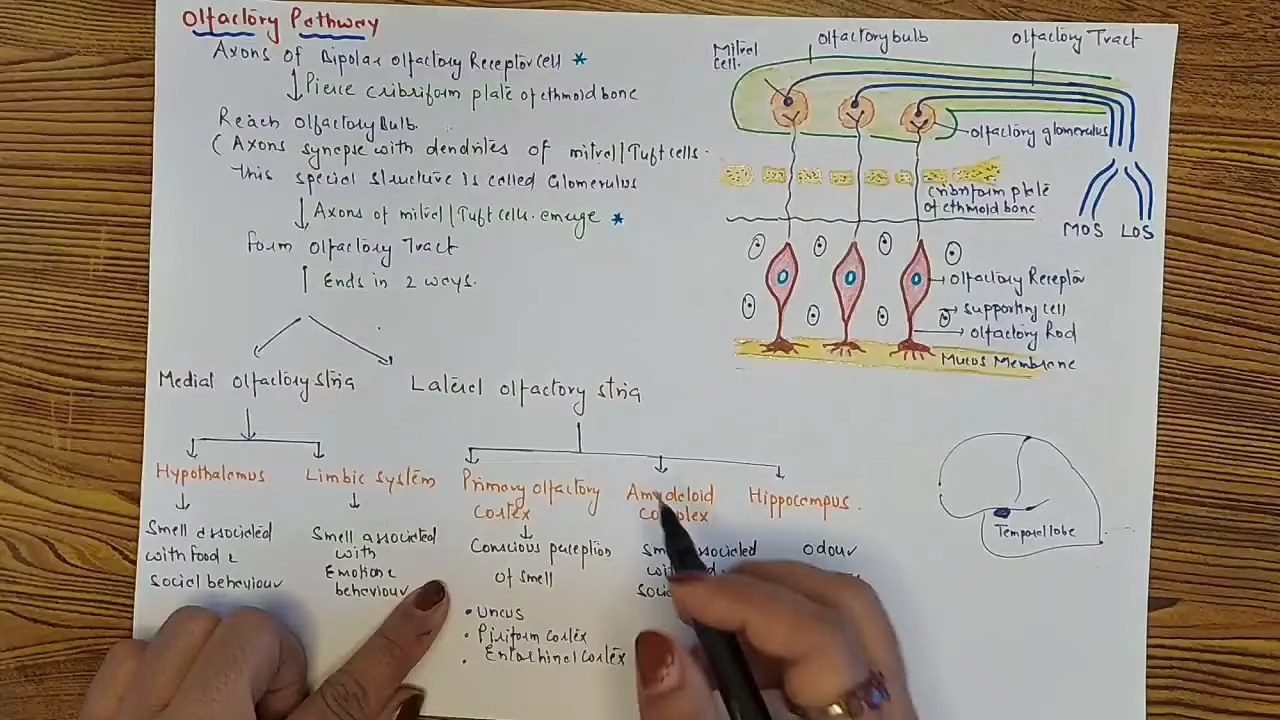 Olfactory Pathway
Axons of Bipolar olfactory Receptor cell *
Pierce cribriform plate of ethmoid bone
Reach olfactory Bulb.
( Axons synapse with dendrites of mitral/Tuft cells.
This special structure is called Glomerulus
Axons of mitral/Tuft cells emerge *
form olfactory Tract
Ends in 2 ways.
Medial olfactory stria
Lateral olfactory stria
Hypothalamus
Limbic system
Primary olfactory
cortex
Amydeloid
complex
Hippocampus.
Smell associated
with food &
Social behaviour
Smell associated
with
Emotional
behaviour
Conscious perception
of smell
• Uncus
• Piriform cortex
• Entorhinal cortex
odour
Mitral
cell.
olfactory bulb
olfactory Tract
olfactory glomerulus
cribriform plate
of ethmoid bone
MOS
LOS
olfactory Receptor
supporting cell
olfactory Rod
Mucos Membrane
Temporal lobe